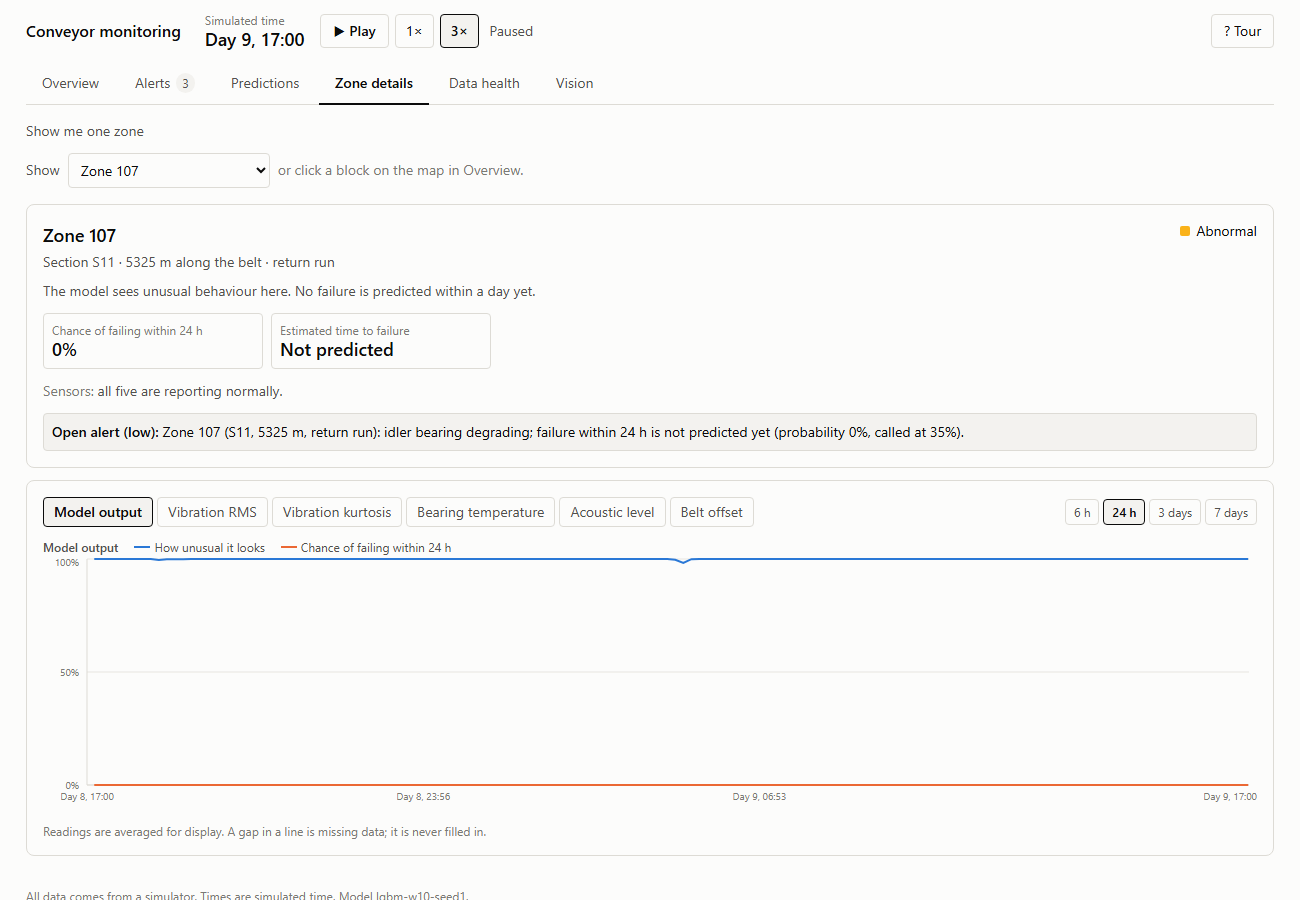 Conveyor monitoring
Simulated time
Day 9, 17:00
▶ Play
1×
3×
Paused
? Tour
Overview
Alerts 3
Predictions
Zone details
Data health
Vision
Show me one zone
Show Zone 107 or click a block on the map in Overview.
Zone 107
Abnormal
Section S11 · 5325 m along the belt · return run
The model sees unusual behaviour here. No failure is predicted within a day yet.
Chance of failing within 24 h
0%
Estimated time to failure
Not predicted
Sensors: all five are reporting normally.
Open alert (low): Zone 107 (S11, 5325 m, return run): idler bearing degrading; failure within 24 h is not predicted yet (probability 0%, called at 35%).
Model output
Vibration RMS
Vibration kurtosis
Bearing temperature
Acoustic level
Belt offset
6 h
24 h
3 days
7 days
Model output
How unusual it looks
Chance of failing within 24 h
100%
50%
0%
Day 8, 17:00
Day 8, 23:56
Day 9, 06:53
Day 9, 17:00
Readings are averaged for display. A gap in a line is missing data; it is never filled in.
All data comes from a simulator. Times are simulated time. Model lgbm-w10-seed1.